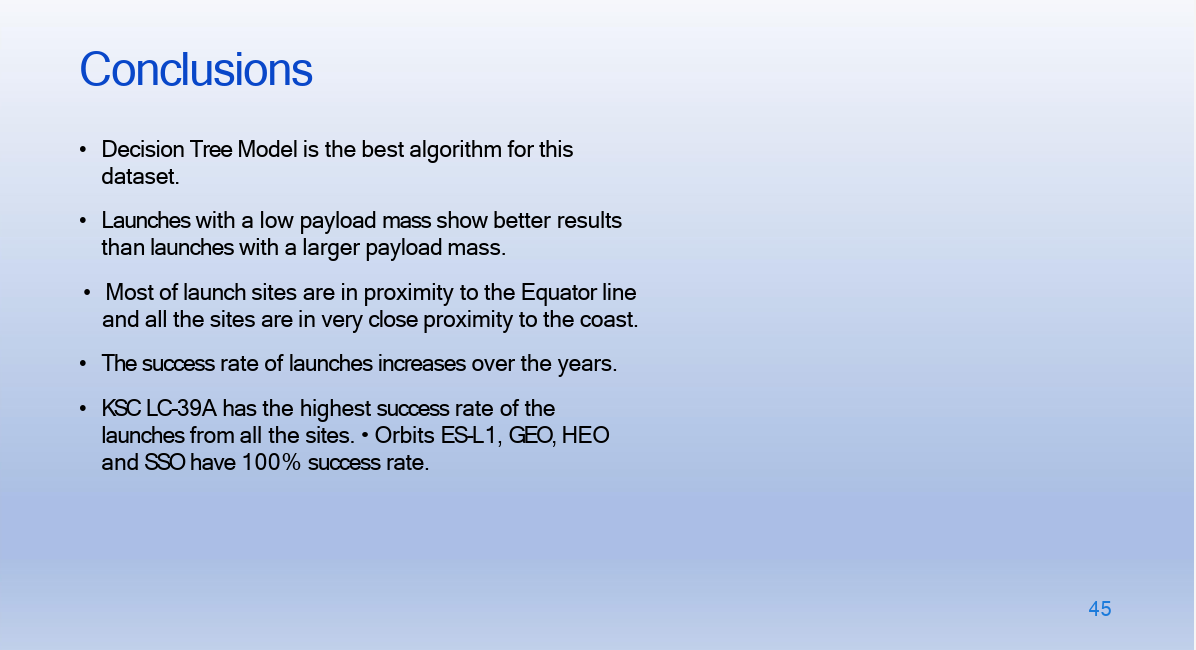 Conclusions
• Decision Tree Model is the best algorithm for this
dataset.
• Launches with a low payload mass show better results
than launches with a larger payload mass.
• Most of launch sites are in proximity to the Equator line
and all the sites are in very close proximity to the coast.
• The success rate of launches increases over the years.
• KSC LC-39A has the highest success rate of the
launches from all the sites. • Orbits ES-L1, GEO, HEO
and SSO have 100% success rate.
45